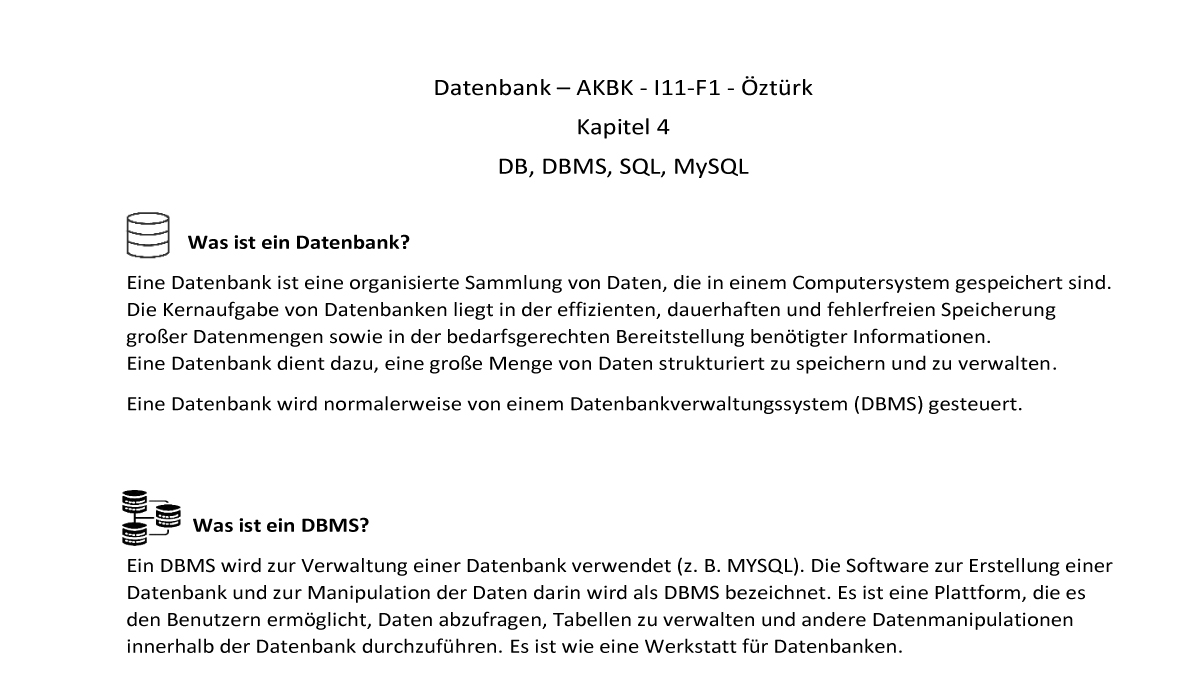 Datenbank – AKBK - I11-F1 - Öztürk
Kapitel 4
DB, DBMS, SQL, MySQL
Was ist ein Datenbank?
Eine Datenbank ist eine organisierte Sammlung von Daten, die in einem Computersystem gespeichert sind.
Die Kernaufgabe von Datenbanken liegt in der effizienten, dauerhaften und fehlerfreien Speicherung
großer Datenmengen sowie in der bedarfsgerechten Bereitstellung benötigter Informationen.
Eine Datenbank dient dazu, eine große Menge von Daten strukturiert zu speichern und zu verwalten.
Eine Datenbank wird normalerweise von einem Datenbankverwaltungssystem (DBMS) gesteuert.
Was ist ein DBMS?
Ein DBMS wird zur Verwaltung einer Datenbank verwendet (z. B. MYSQL). Die Software zur Erstellung einer
Datenbank und zur Manipulation der Daten darin wird als DBMS bezeichnet. Es ist eine Plattform, die es
den Benutzern ermöglicht, Daten abzufragen, Tabellen zu verwalten und andere Datenmanipulationen
innerhalb der Datenbank durchzuführen. Es ist wie eine Werkstatt für Datenbanken.